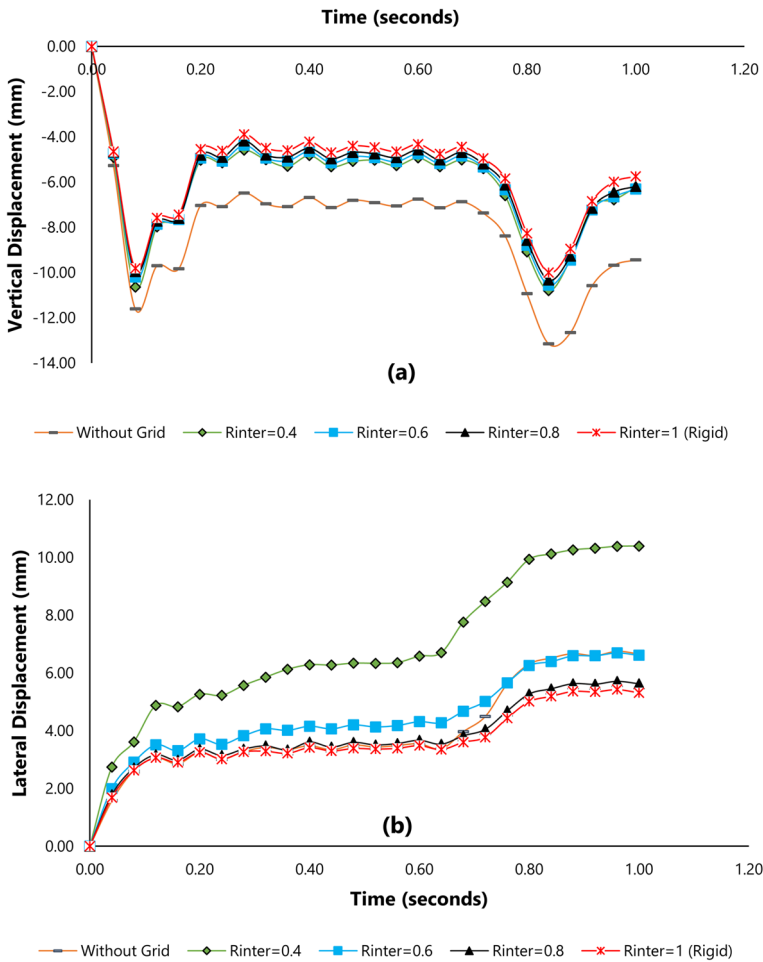 Time (seconds)
0.00
0.00 0.20 0.40 0.60 0.80 1.00 1.20
-2.00
-4.00
-6.00
-8.00
-10.00
-12.00
-14.00
Vertical Displacement (mm)
(a)
Without Grid Rinter=0.4 Rinter=0.6 Rinter=0.8 Rinter=1 (Rigid)
12.00
10.00
8.00
6.00
4.00
2.00
0.00
Lateral Displacement (mm)
(b)
0.00 0.20 0.40 0.60 0.80 1.00 1.20
Time (seconds)
Without Grid Rinter=0.4 Rinter=0.6 Rinter=0.8 Rinter=1 (Rigid)